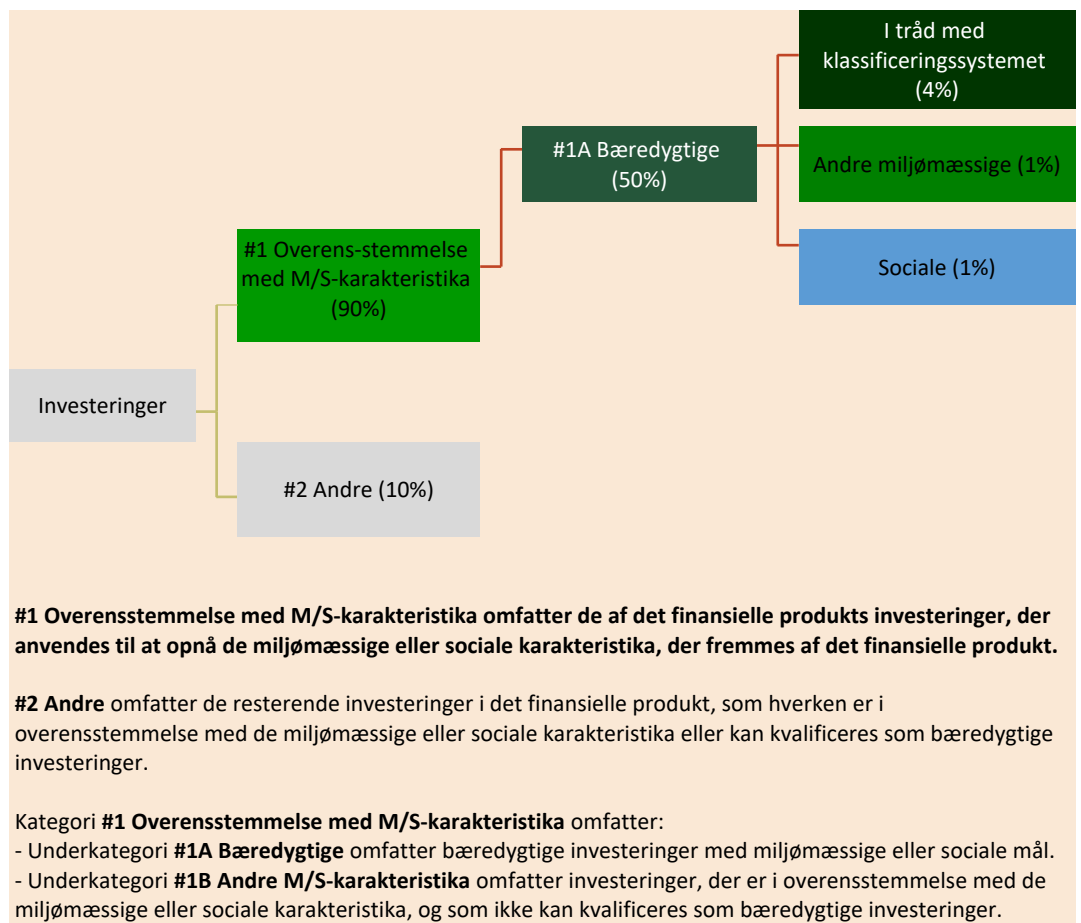 I tråd med
klassificeringssystemet
(4%)
#1A Bæredygtige
(50%)
Andre miljømæssige (1%)
#1 Overens-stemmelse
med M/S-karakteristika
(90%)
Sociale (1%)
Investeringer
#2 Andre (10%)
#1 Overensstemmelse med M/S-karakteristika omfatter de af det finansielle produkts investeringer, der
anvendes til at opnå de miljømæssige eller sociale karakteristika, der fremmes af det finansielle produkt.
#2 Andre omfatter de resterende investeringer i det finansielle produkt, som hverken er i
overensstemmelse med de miljømæssige eller sociale karakteristika eller kan kvalificeres som bæredygtige
investeringer.
Kategori #1 Overensstemmelse med M/S-karakteristika omfatter:
- Underkategori #1A Bæredygtige omfatter bæredygtige investeringer med miljømæssige eller sociale mål.
- Underkategori #1B Andre M/S-karakteristika omfatter investeringer, der er i overensstemmelse med de
miljømæssige eller sociale karakteristika, og som ikke kan kvalificeres som bæredygtige investeringer.